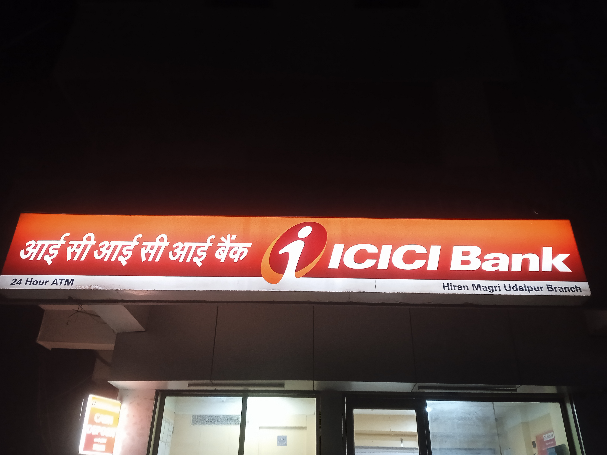 आई सी आई सी आई बैंक
i ICICI Bank
24 Hour ATM
Hiran Magri Udaipur Branch